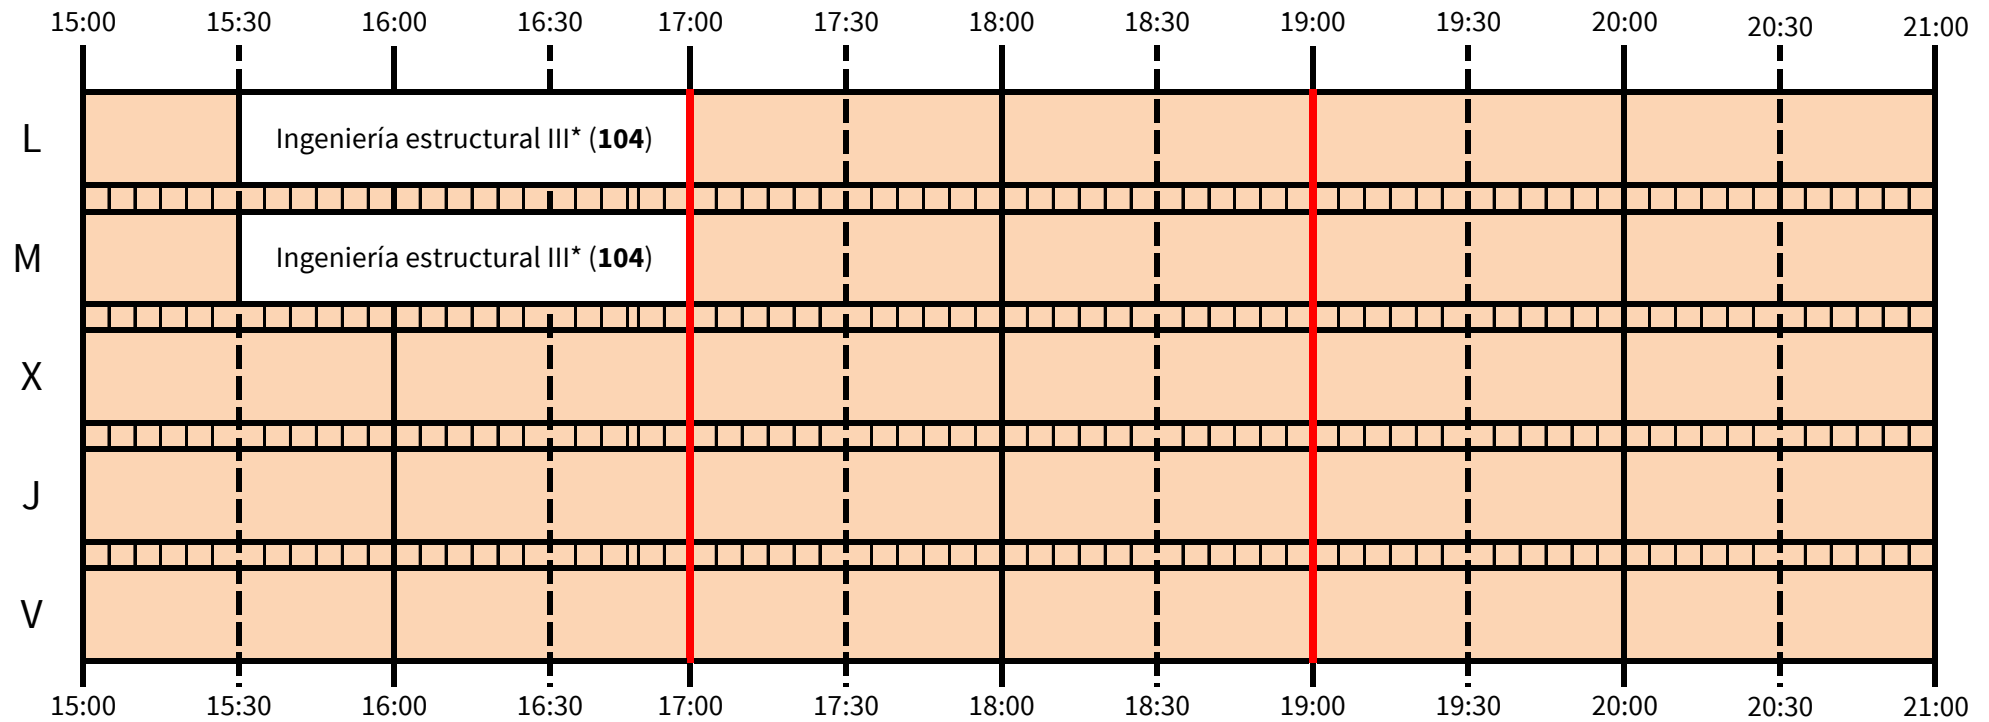 15:00 15:30 16:00 16:30 17:00 17:30 18:00 18:30 19:00 19:30 20:00 20:30 21:00
L Ingeniería estructural III* (104)
M Ingeniería estructural III* (104)
X
J
V
15:00 15:30 16:00 16:30 17:00 17:30 18:00 18:30 19:00 19:30 20:00 20:30 21:00